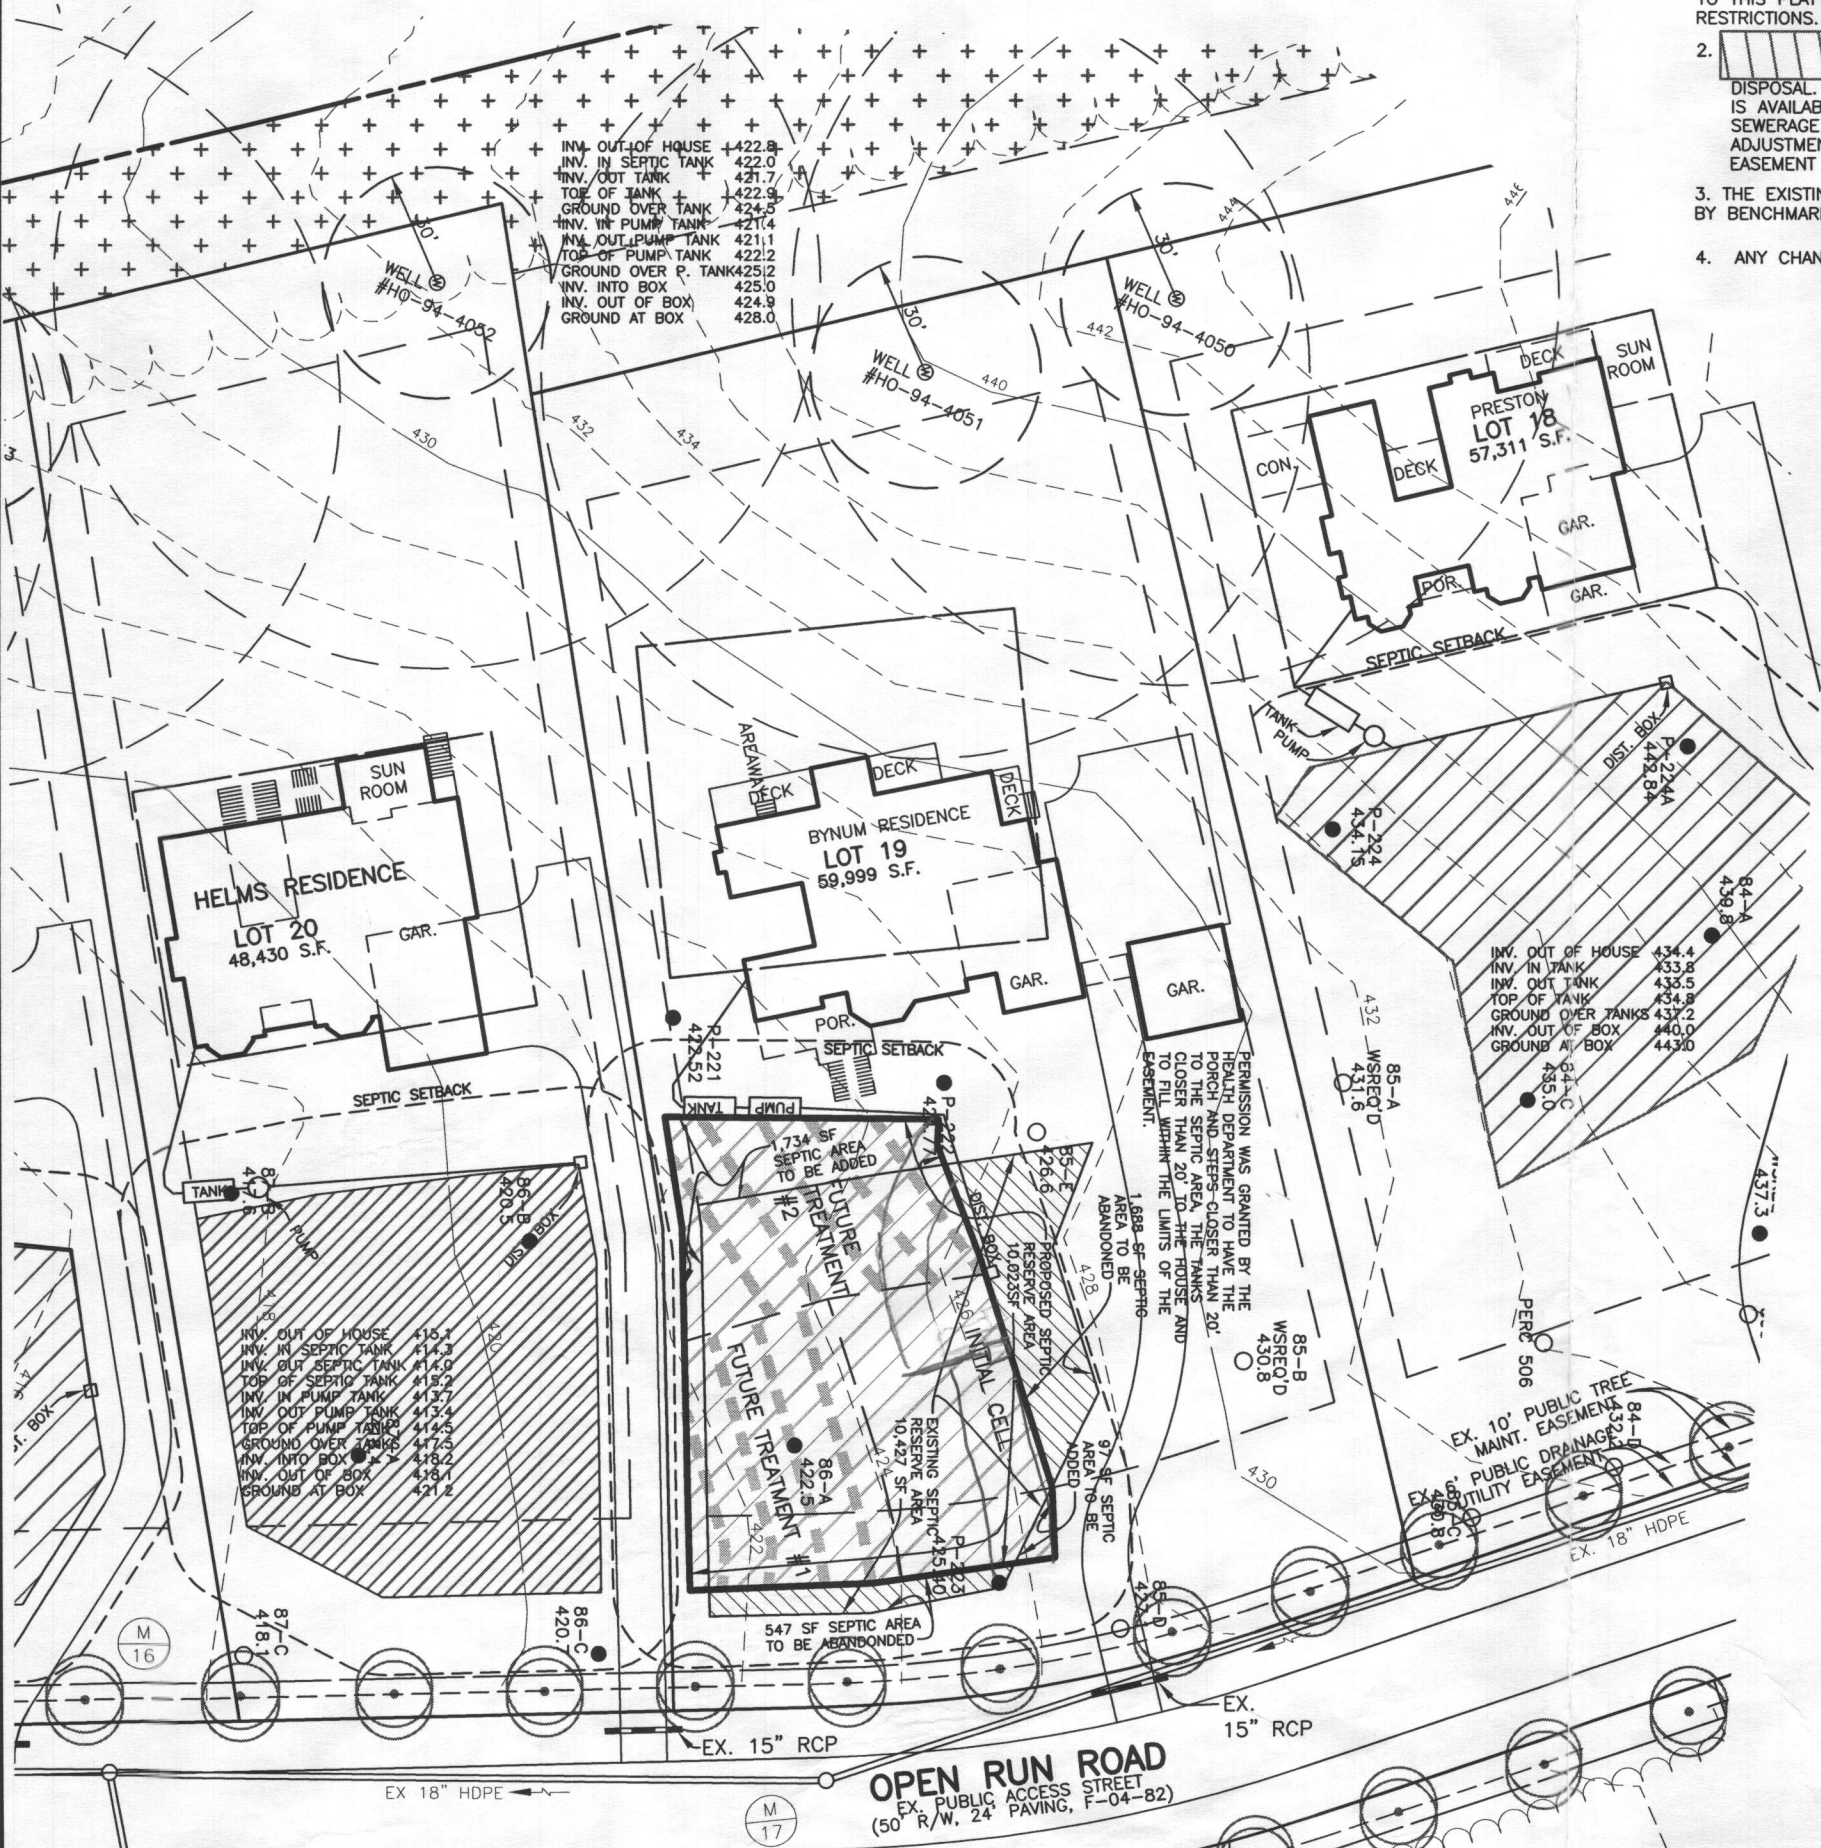 RESTRICTIONS.
2.
DISPOSAL.
IS AVAILAB
SEWERAGE
ADJUSTMEN
EASEMENT
3. THE EXISTIN
BY BENCHMAR
4. ANY CHAN
INV. OUT OF HOUSE 422.8
INV. IN SEPTIC TANK 422.0
INV. OUT TANK 421.7
TOP OF TANK 422.9
GROUND OVER TANK 424.5
INV. IN PUMP TANK 421.4
INV. OUT PUMP TANK 421.1
TOP OF PUMP TANK 422.2
GROUND OVER P. TANK 425.2
INV. INTO BOX 425.0
INV. OUT OF BOX 424.9
GROUND AT BOX 428.0
30'
WELL
#HO-94-4052
30'
WELL
#HO-94-4051
30'
WELL
#HO-94-4050
430
432
434
440
442
444
DECK
SUN
ROOM
PRESTON
LOT 18
57,311 S.F.
CON.
DECK
GAR.
POR.
GAR.
SEPTIC SETBACK
TANK
PUMP
DIST. BOX
P-224A
442.84
P-224
434.15
84-A
439.8
INV. OUT OF HOUSE 434.4
INV. IN TANK 433.8
INV. OUT TANK 433.5
TOP OF TANK 434.8
GROUND OVER TANKS 437.2
INV. OUT OF BOX 440.0
GROUND AT BOX 443.0
84-C
435.0
437.3
SUN
ROOM
HELMS RESIDENCE
LOT 20
48,430 S.F.
GAR.
SEPTIC SETBACK
AREAWAY
DECK
DECK
DECK
BYNUM RESIDENCE
LOT 19
59,999 S.F.
GAR.
GAR.
POR.
SEPTIC SETBACK
P-221
422.52
TANK
PUMP
P-222
PERMISSION WAS GRANTED BY THE
HEALTH DEPARTMENT TO HAVE THE
PORCH AND STEPS CLOSER THAN 20'
TO THE SEPTIC AREA, THE TANKS
CLOSER THAN 20' TO THE HOUSE AND
TO FILL WITHIN THE LIMITS OF THE
EASEMENT.
432
85-A
WSREQ'D
431.6
85-B
WSREQ'D
430.8
1,734 SF
SEPTIC AREA
TO BE ADDED
FUTURE
TREATMENT
#2
85-E
426.6
DIST. BOX
1,688 SF SEPTIC
AREA TO BE
ABANDONED
PROPOSED SEPTIC
RESERVE AREA
10,023SF
428
426
INITIAL CELL
FUTURE TREATMENT #1
EXISTING SEPTIC
RESERVE AREA
10,427 SF
97 SF SEPTIC
AREA TO BE
ADDED
86-A
422.5
424
422
P-223
425.40
547 SF SEPTIC AREA
TO BE ABANDONDED
TANK
PUMP
86-B
420.5
DIST BOX
418
420
INV. OUT OF HOUSE 415.1
INV. IN SEPTIC TANK 414.3
INV. OUT SEPTIC TANK 414.0
TOP OF SEPTIC TANK 415.2
INV. IN PUMP TANK 413.7
INV. OUT PUMP TANK 413.4
TOP OF PUMP TANK 414.5
GROUND OVER TANKS 417.5
INV. INTO BOX 418.2
INV. OUT OF BOX 418.1
GROUND AT BOX 421.2
BOX
PERC 506
EX. 10' PUBLIC TREE
MAINT. EASEMENT
EX. 6' PUBLIC DRAINAGE
UTILITY EASEMENT
84-D
430
EX. 18" HDPE
M
16
87-C
418.1
86-C
420.
85-D
EX. 15" RCP
EX.
15" RCP
EX 18" HDPE
M
17
OPEN RUN ROAD
EX. PUBLIC ACCESS STREET
(50' R/W, 24' PAVING, F-04-82)